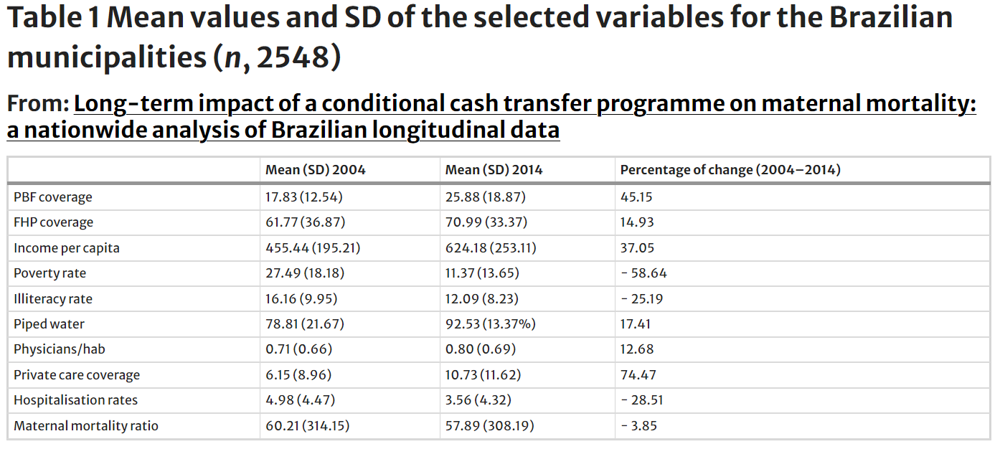 Table 1 Mean values and SD of the selected variables for the Brazilian
municipalities (n, 2548)
From: Long-term impact of a conditional cash transfer programme on maternal mortality:
a nationwide analysis of Brazilian longitudinal data
Mean (SD) 2004 Mean (SD) 2014 Percentage of change (2004–2014)
PBF coverage 17.83 (12.54) 25.88 (18.87) 45.15
FHP coverage 61.77 (36.87) 70.99 (33.37) 14.93
Income per capita 455.44 (195.21) 624.18 (253.11) 37.05
Poverty rate 27.49 (18.18) 11.37 (13.65) − 58.64
Illiteracy rate 16.16 (9.95) 12.09 (8.23) − 25.19
Piped water 78.81 (21.67) 92.53 (13.37%) 17.41
Physicians/hab 0.71 (0.66) 0.80 (0.69) 12.68
Private care coverage 6.15 (8.96) 10.73 (11.62) 74.47
Hospitalisation rates 4.98 (4.47) 3.56 (4.32) − 28.51
Maternal mortality ratio 60.21 (314.15) 57.89 (308.19) − 3.85